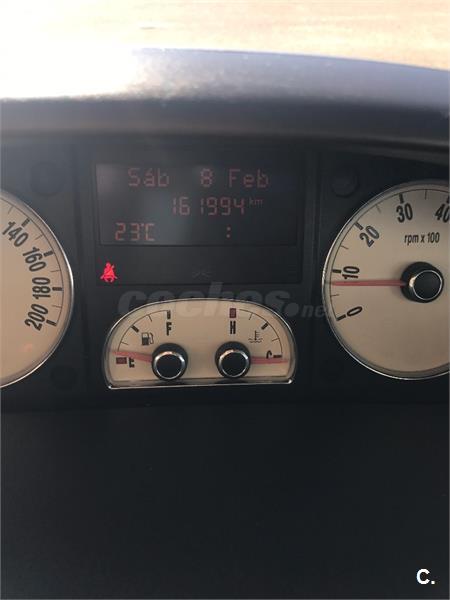 Sáb 8 Feb
161994 km
23°C :
140
160
180
200
F
H
E
C
40
30
20
10
0
rpm x 100
coches.net
C.